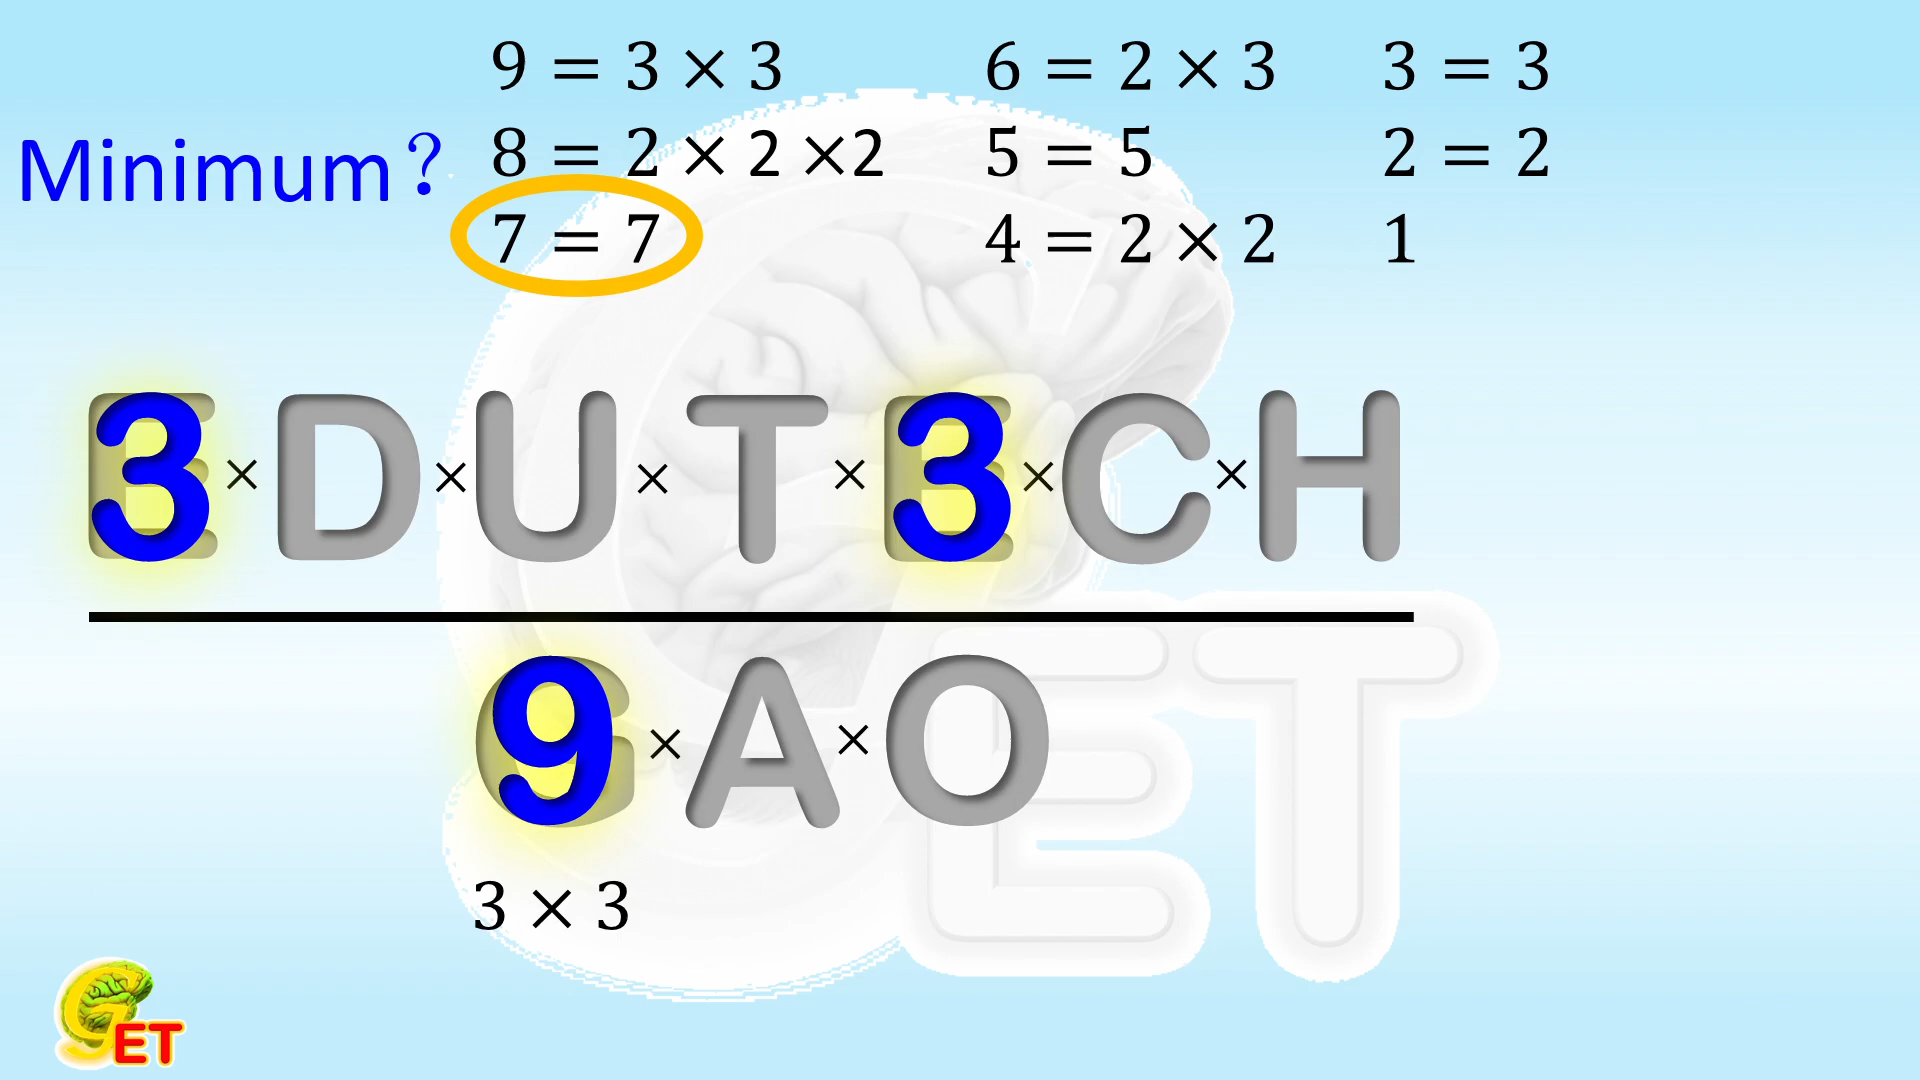 9 = 3 × 3 6 = 2 × 3 3 = 3
Minimum? 8 = 2 × 2 ×2 5 = 5 2 = 2
7 = 7 4 = 2 × 2 1
3 × D × U × T × 3 × C × H
9 × A × O
3 × 3
GET